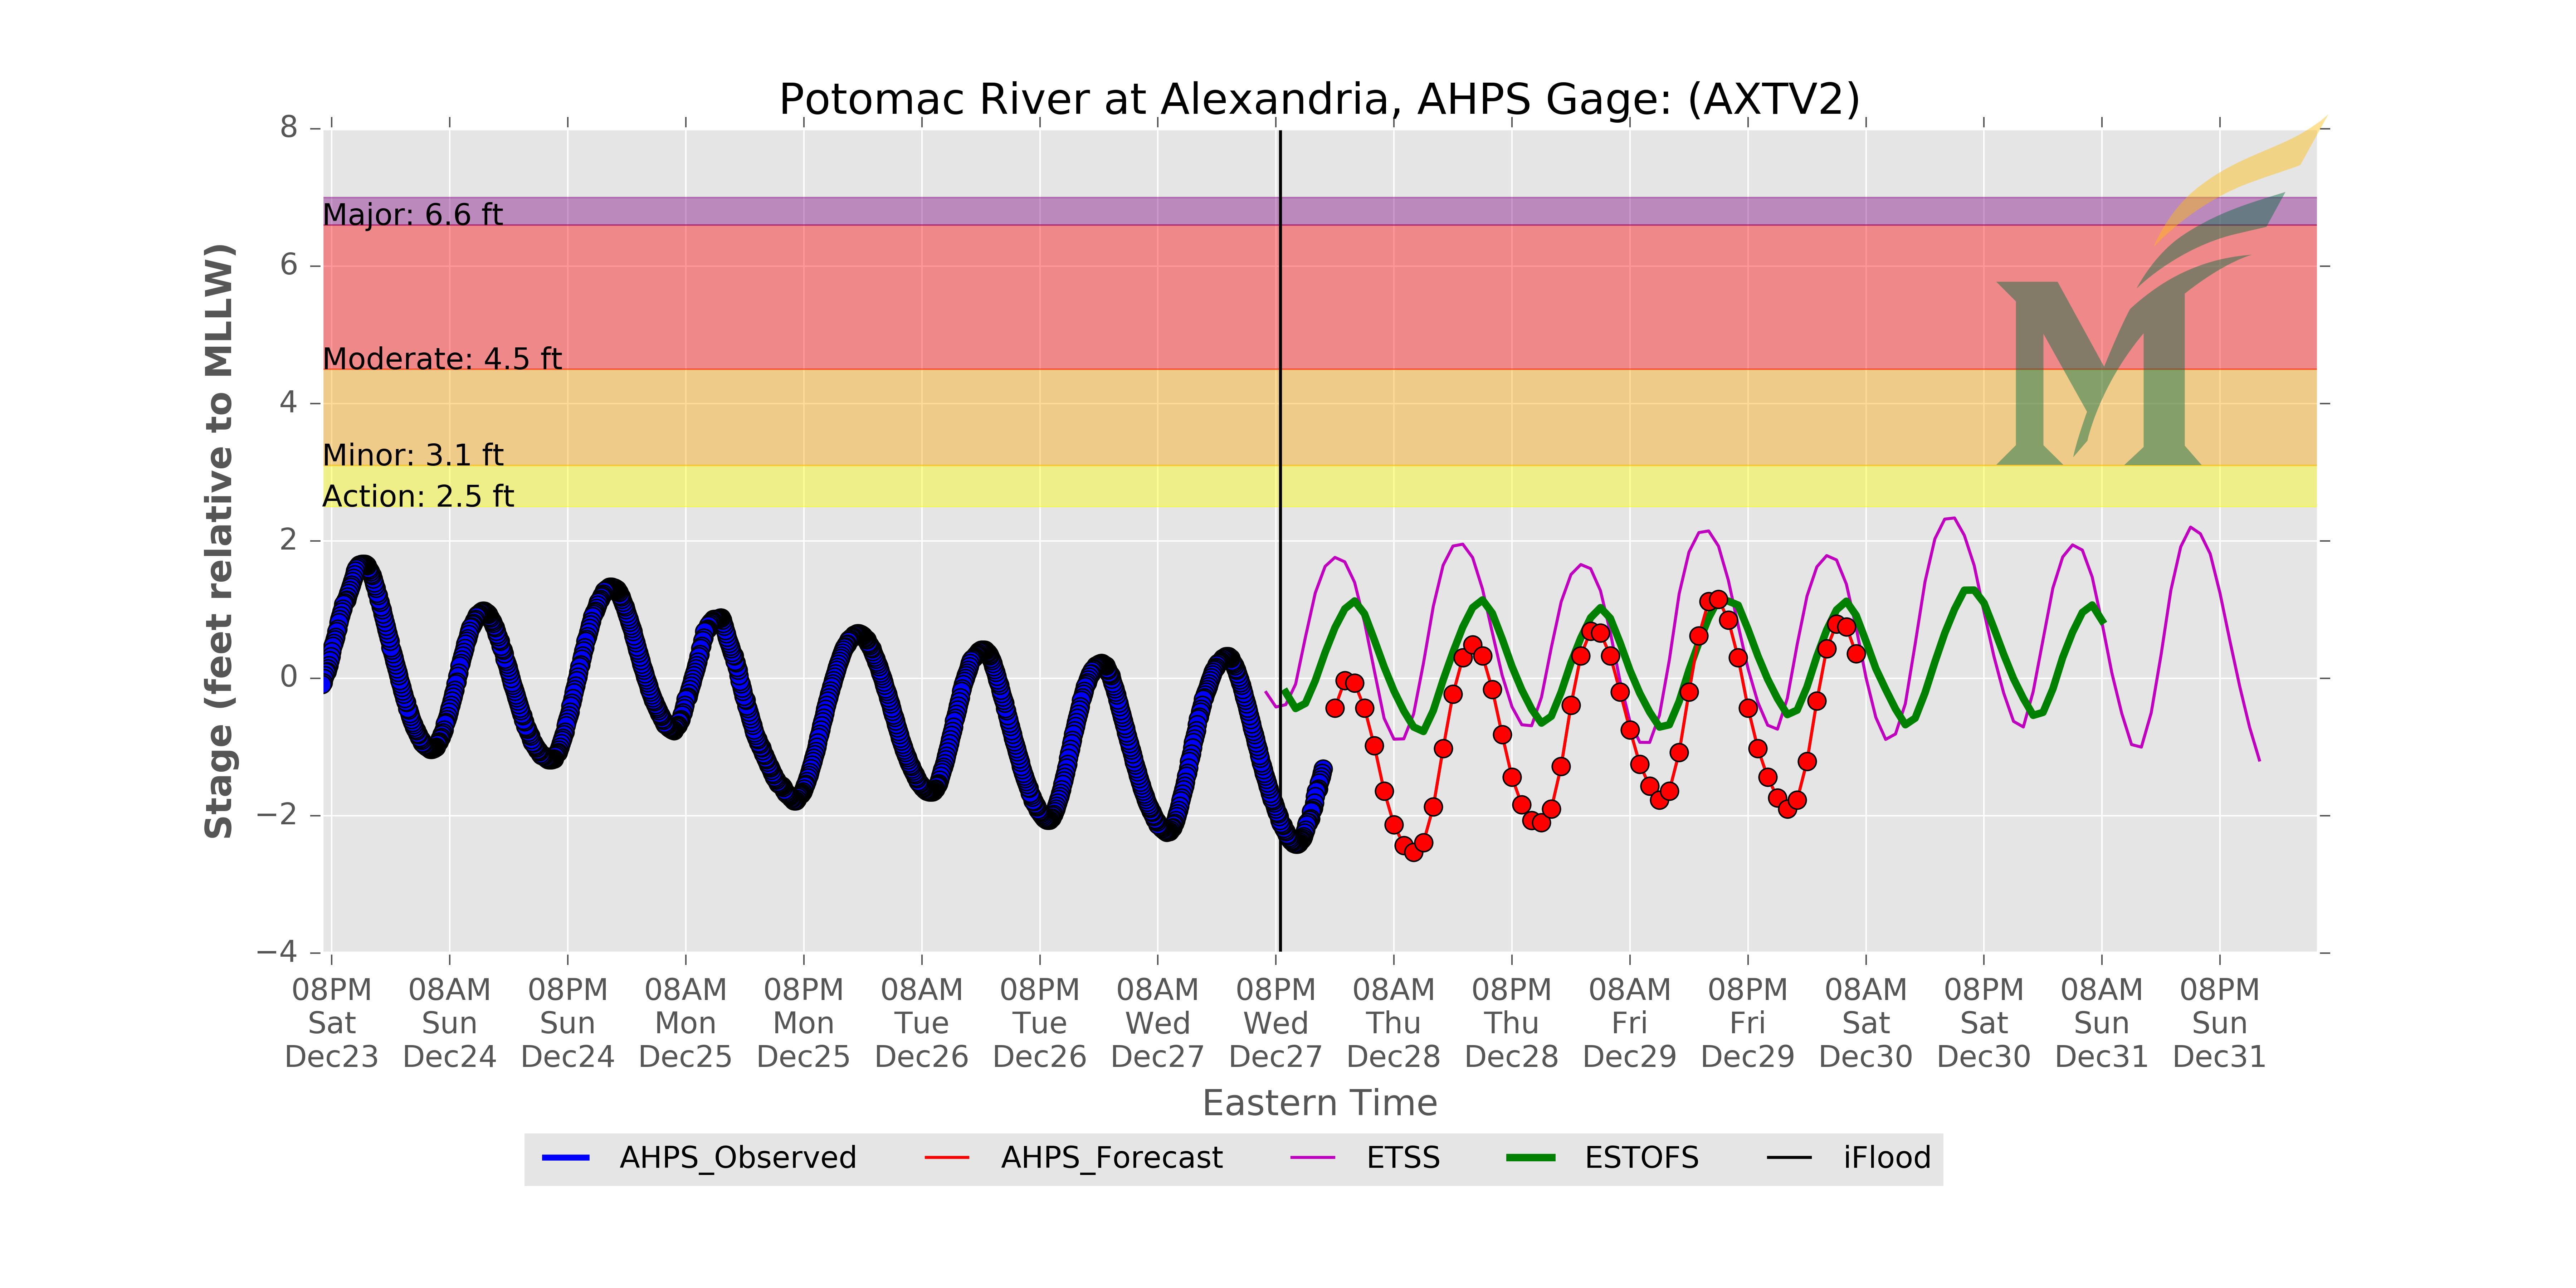 Potomac River at Alexandria, AHPS Gage: (AXTV2)
Stage (feet relative to MLLW)
8
6
4
2
0
−2
−4
Major: 6.6 ft
Moderate: 4.5 ft
Minor: 3.1 ft
Action: 2.5 ft
08PM 08AM 08PM 08AM 08PM 08AM 08PM 08AM 08PM 08AM 08PM 08AM 08PM 08AM 08PM 08AM 08PM
Sat Sun Sun Mon Mon Tue Tue Wed Wed Thu Thu Fri Fri Sat Sat Sun Sun
Dec23 Dec24 Dec24 Dec25 Dec25 Dec26 Dec26 Dec27 Dec27 Dec28 Dec28 Dec29 Dec29 Dec30 Dec30 Dec31 Dec31
Eastern Time
AHPS_Observed AHPS_Forecast ETSS ESTOFS iFlood
M